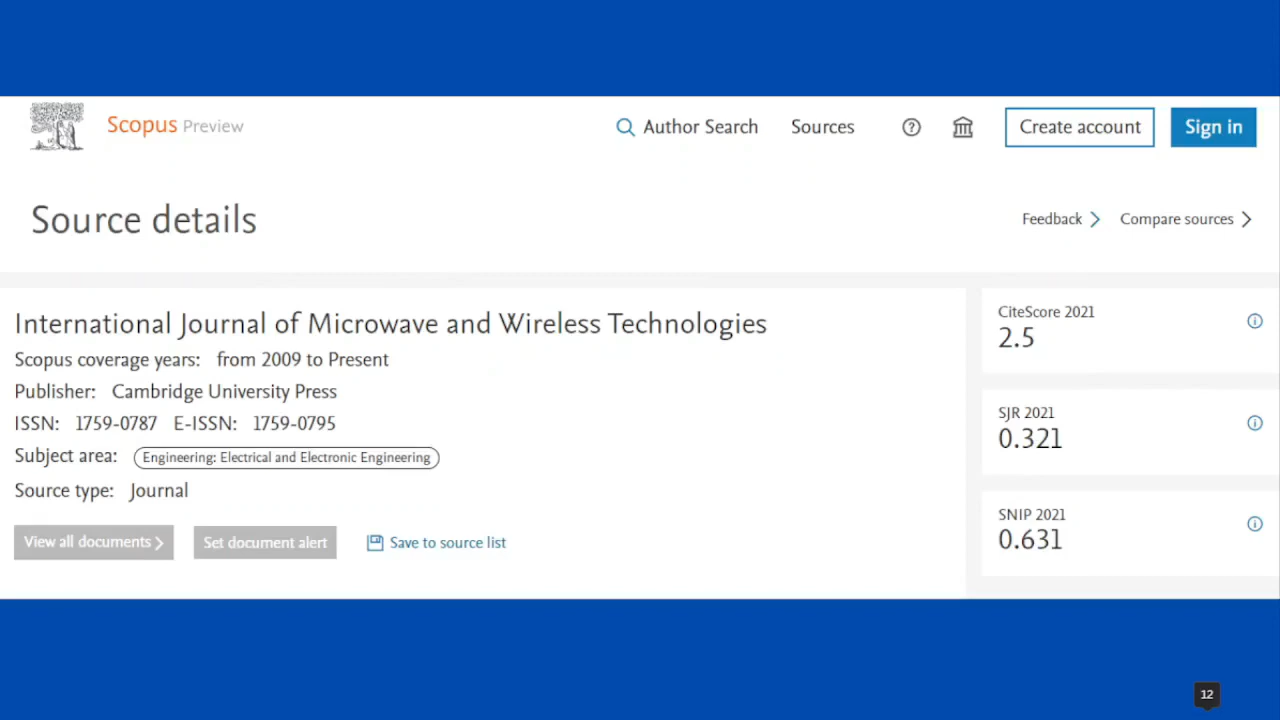 Scopus Preview
Author Search Sources Create account Sign in
Source details
Feedback Compare sources
International Journal of Microwave and Wireless Technologies
Scopus coverage years: from 2009 to Present
Publisher: Cambridge University Press
ISSN: 1759-0787 E-ISSN: 1759-0795
Subject area: Engineering: Electrical and Electronic Engineering
Source type: Journal
View all documents Set document alert Save to source list
CiteScore 2021
2.5
SJR 2021
0.321
SNIP 2021
0.631
12